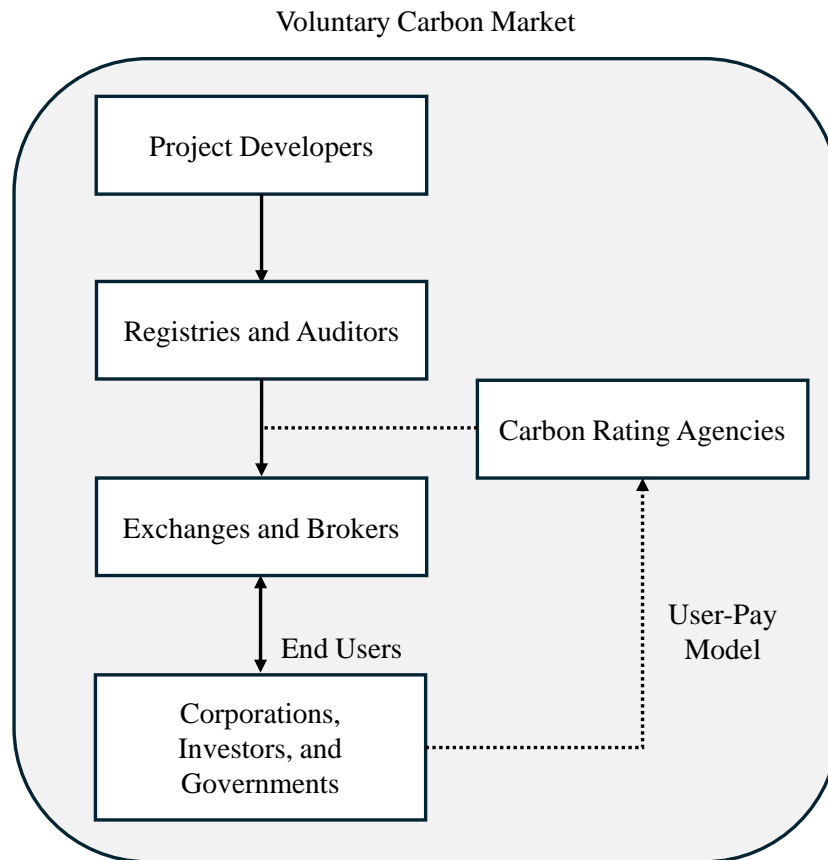 Voluntary Carbon Market
Project Developers
Registries and Auditors
Carbon Rating Agencies
Exchanges and Brokers
User-Pay
Model
End Users
Corporations,
Investors, and
Governments